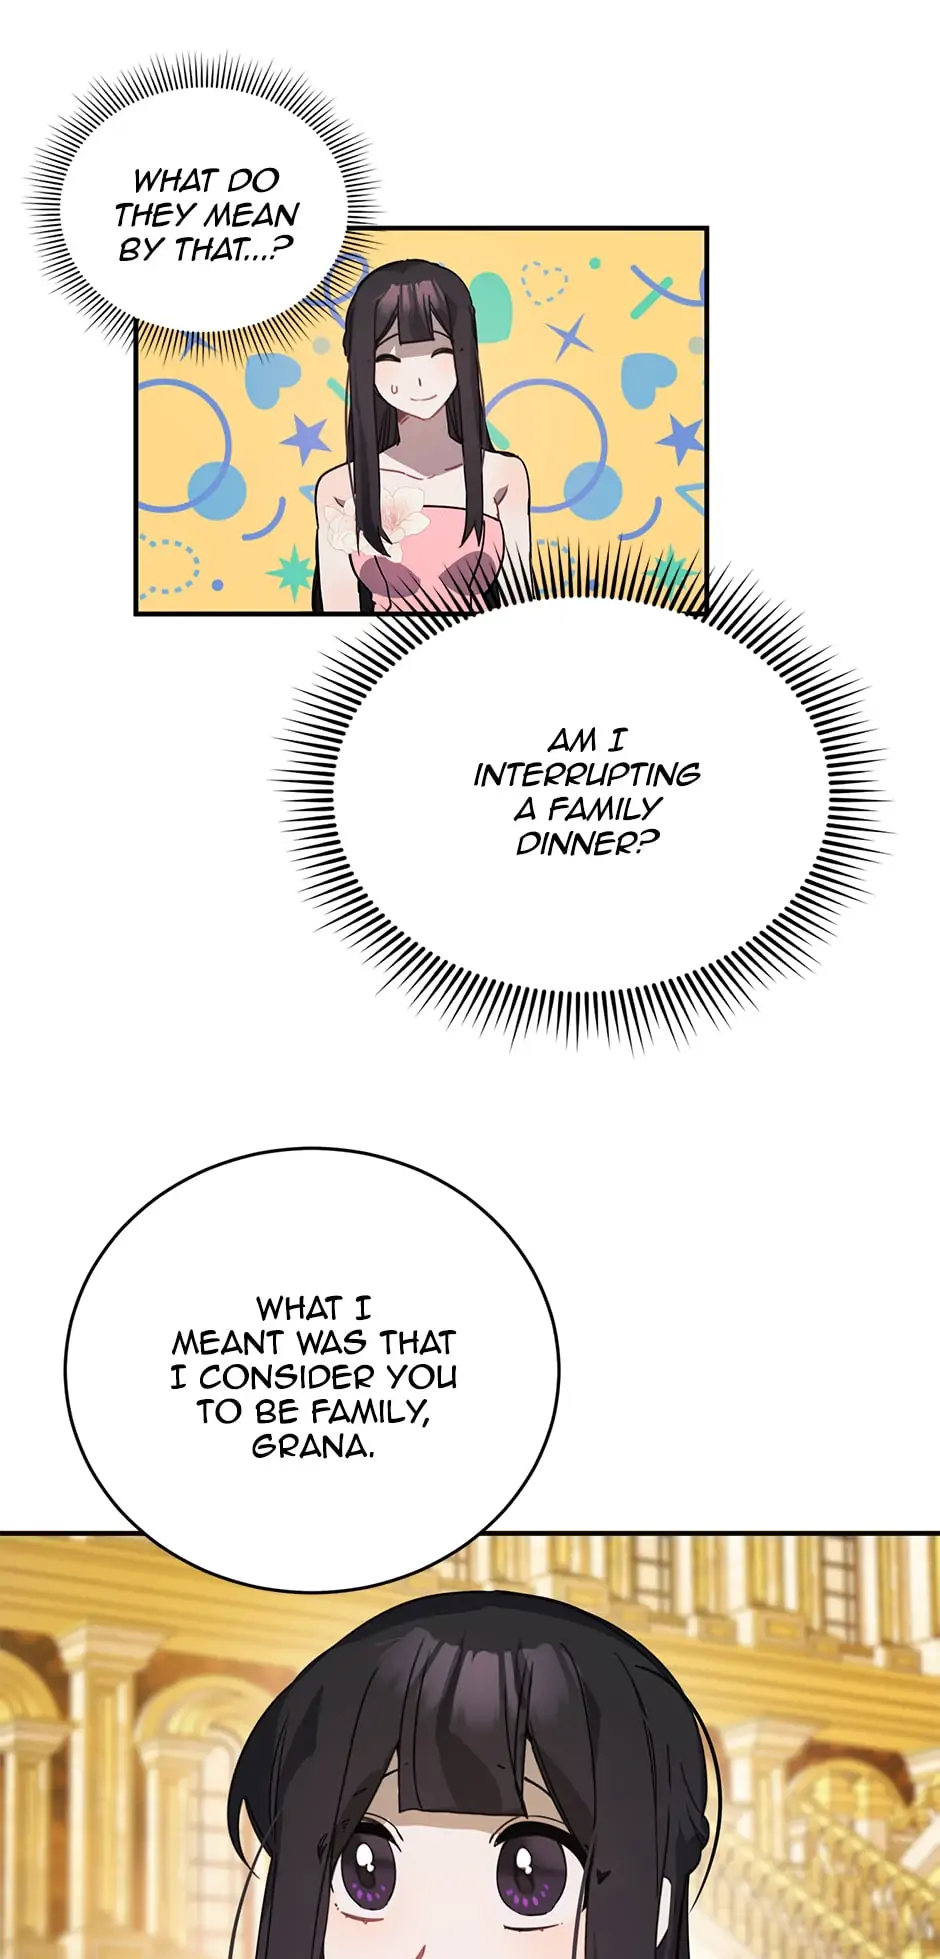 WHAT DO
THEY MEAN
BY THAT...?
AM I
INTERRUPTING
A FAMILY
DINNER?
WHAT I
MEANT WAS THAT
I CONSIDER YOU
TO BE FAMILY,
GRANA.